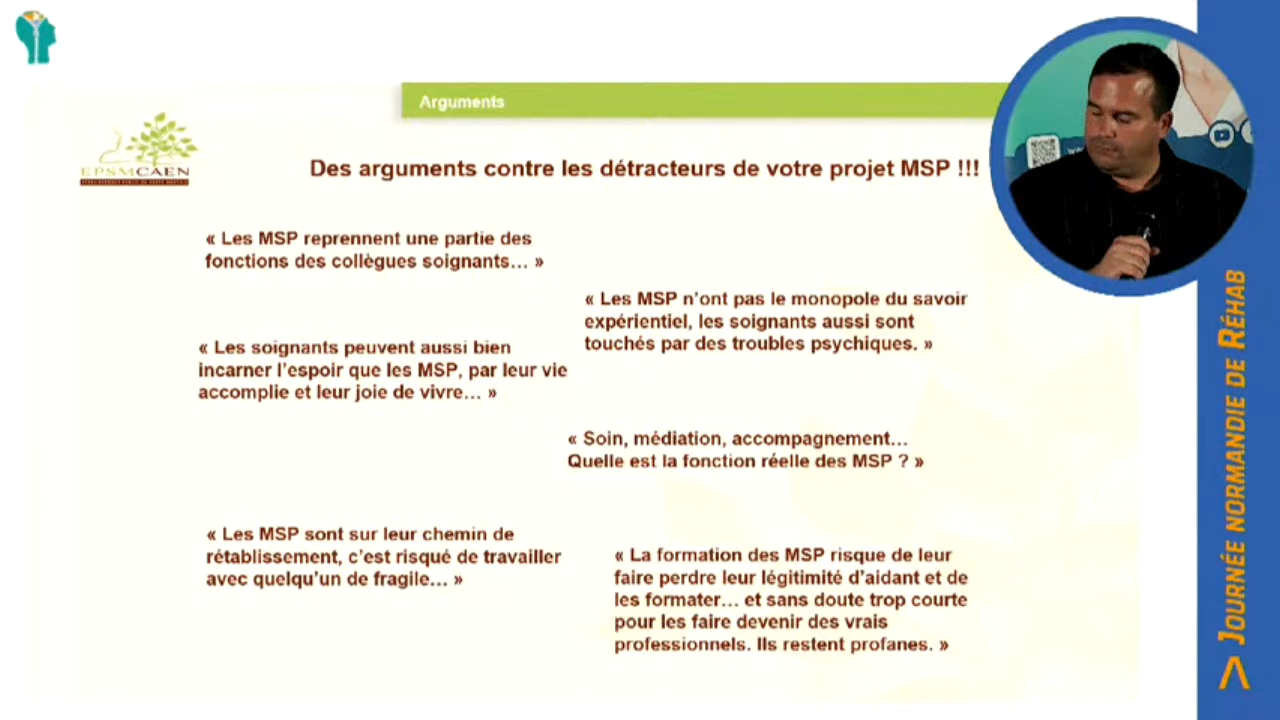 Arguments
EPSMCAEN
Des arguments contre les détracteurs de votre projet MSP !!!
« Les MSP reprennent une partie des
fonctions des collègues soignants... »
« Les MSP n'ont pas le monopole du savoir
expérientiel, les soignants aussi sont
touchés par des troubles psychiques. »
« Les soignants peuvent aussi bien
incarner l'espoir que les MSP, par leur vie
accomplie et leur joie de vivre... »
« Soin, médiation, accompagnement...
Quelle est la fonction réelle des MSP ? »
« Les MSP sont sur leur chemin de
rétablissement, c'est risqué de travailler
avec quelqu'un de fragile... »
« La formation des MSP risque de leur
faire perdre leur légitimité d'aidant et de
les formater... et sans doute trop courte
pour les faire devenir des vrais
professionnels. Ils restent profanes. »
> JOURNÉE NORMANDIE DE RÉHAB